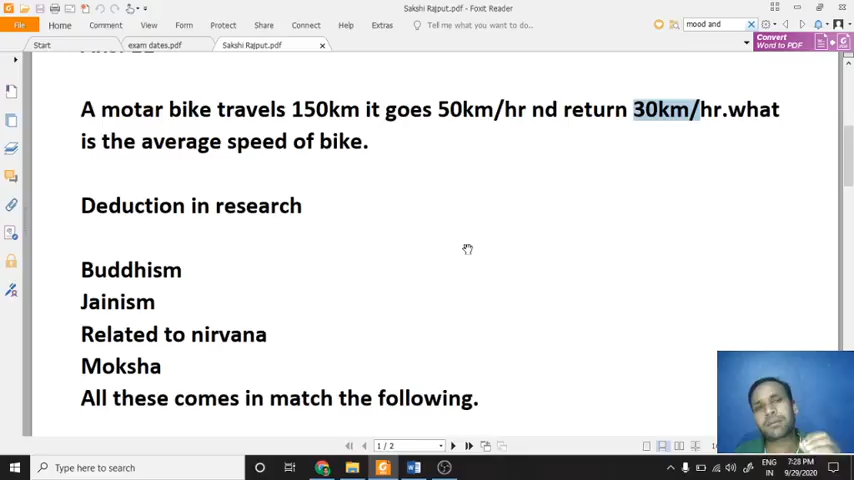 Sakshi Rajput.pdf - Foxit Reader
File Home Comment View Form Protect Share Connect Help Extras Tell me what you want to do...
mood and
Start exam dates.pdf Sakshi Rajput.pdf
Convert
Word to PDF
A motar bike travels 150km it goes 50km/hr nd return 30km/hr.what
is the average speed of bike.
Deduction in research
Buddhism
Jainism
Related to nirvana
Moksha
All these comes in match the following.
1 / 2
Type here to search
ENG
IN
7:28 PM
9/29/2020